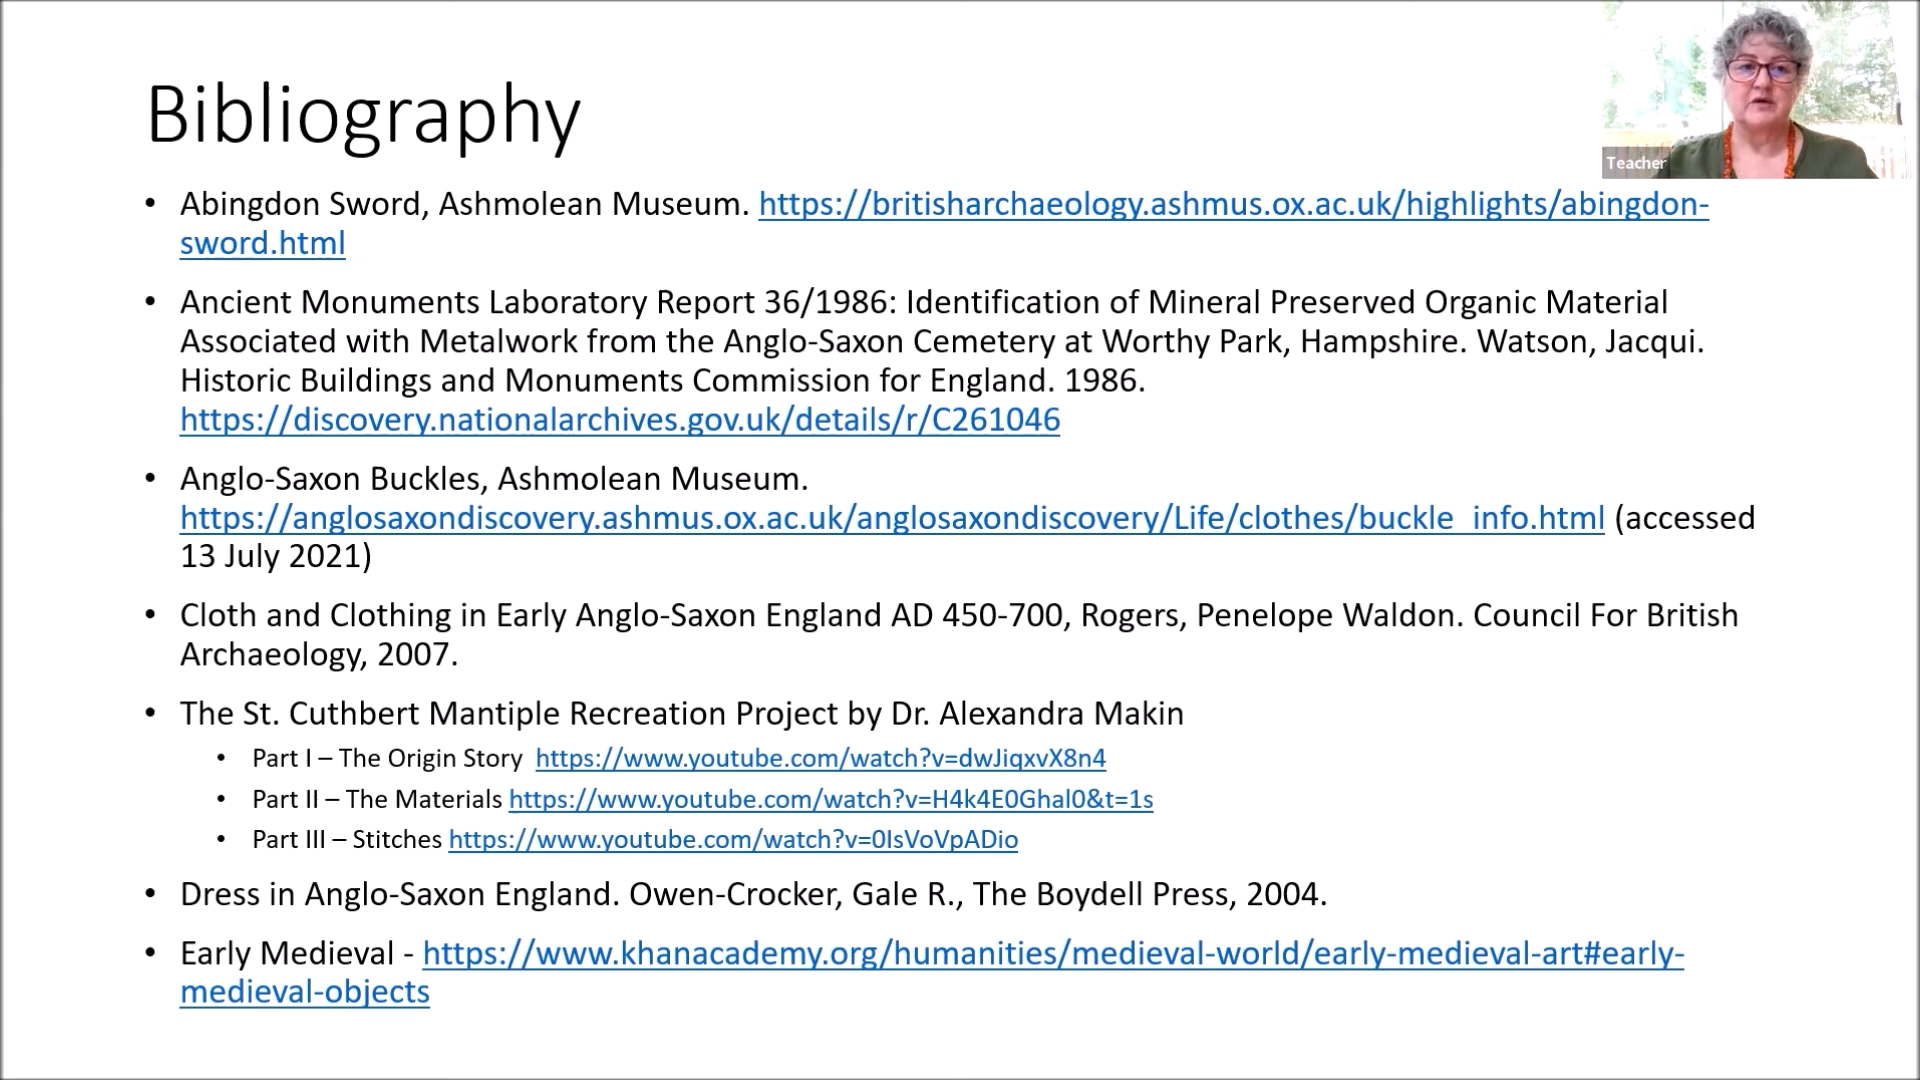 Bibliography
Teacher
• Abingdon Sword, Ashmolean Museum. https://britisharchaeology.ashmus.ox.ac.uk/highlights/abingdon-
sword.html
• Ancient Monuments Laboratory Report 36/1986: Identification of Mineral Preserved Organic Material
Associated with Metalwork from the Anglo-Saxon Cemetery at Worthy Park, Hampshire. Watson, Jacqui.
Historic Buildings and Monuments Commission for England. 1986.
https://discovery.nationalarchives.gov.uk/details/r/C261046
• Anglo-Saxon Buckles, Ashmolean Museum.
https://anglosaxondiscovery.ashmus.ox.ac.uk/anglosaxondiscovery/Life/clothes/buckle_info.html (accessed
13 July 2021)
• Cloth and Clothing in Early Anglo-Saxon England AD 450-700, Rogers, Penelope Waldon. Council For British
Archaeology, 2007.
• The St. Cuthbert Mantiple Recreation Project by Dr. Alexandra Makin
• Part I – The Origin Story https://www.youtube.com/watch?v=dwJiqxvX8n4
• Part II – The Materials https://www.youtube.com/watch?v=H4k4E0Ghal0&t=1s
• Part III – Stitches https://www.youtube.com/watch?v=0IsVoVpADio
• Dress in Anglo-Saxon England. Owen-Crocker, Gale R., The Boydell Press, 2004.
• Early Medieval - https://www.khanacademy.org/humanities/medieval-world/early-medieval-art#early-
medieval-objects